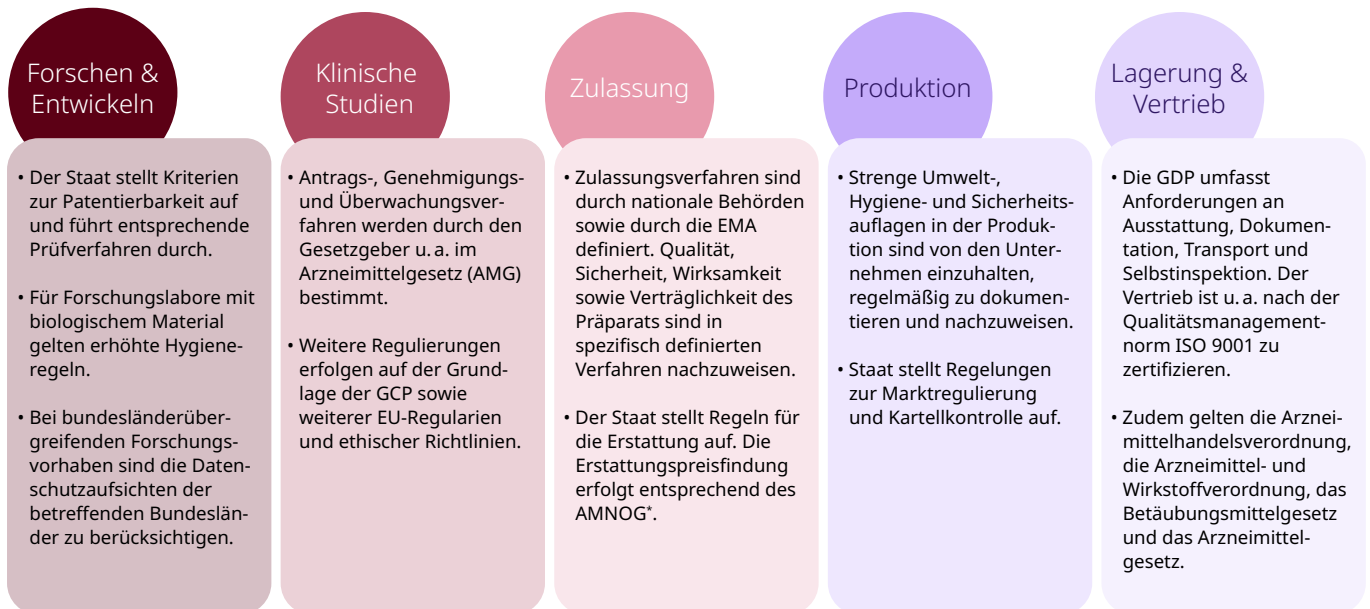 Forschen &
Entwickeln
• Der Staat stellt Kriterien
zur Patentierbarkeit auf
und führt entsprechende
Prüfverfahren durch.
• Für Forschungslabore mit
biologischem Material
gelten erhöhte Hygiene-
regeln.
• Bei bundesländerüber-
greifenden Forschungs-
vorhaben sind die Daten-
schutzaufsichten der
betreffenden Bundeslän-
der zu berücksichtigen.
Klinische
Studien
• Antrags-, Genehmigungs-
und Überwachungsver-
fahren werden durch den
Gesetzgeber u. a. im
Arzneimittelgesetz (AMG)
bestimmt.
• Weitere Regulierungen
erfolgen auf der Grund-
lage der GCP sowie
weiterer EU-Regularien
und ethischer Richtlinien.
Zulassung
• Zulassungsverfahren sind
durch nationale Behörden
sowie durch die EMA
definiert. Qualität,
Sicherheit, Wirksamkeit
sowie Verträglichkeit des
Präparats sind in
spezifisch definierten
Verfahren nachzuweisen.
• Der Staat stellt Regeln für
die Erstattung auf. Die
Erstattungspreisfindung
erfolgt entsprechend des
AMNOG*.
Produktion
• Strenge Umwelt-,
Hygiene- und Sicherheits-
auflagen in der Produk-
tion sind von den Unter-
nehmen einzuhalten,
regelmäßig zu dokumen-
tieren und nachzuweisen.
• Staat stellt Regelungen
zur Marktregulierung
und Kartellkontrolle auf.
Lagerung &
Vertrieb
• Die GDP umfasst
Anforderungen an
Ausstattung, Dokumen-
tation, Transport und
Selbstinspektion. Der
Vertrieb ist u. a. nach der
Qualitätsmanagement-
norm ISO 9001 zu
zertifizieren.
• Zudem gelten die Arznei-
mittelhandelsverordnung,
die Arzneimittel- und
Wirkstoffverordnung, das
Betäubungsmittelgesetz
und das Arzneimittel-
gesetz.